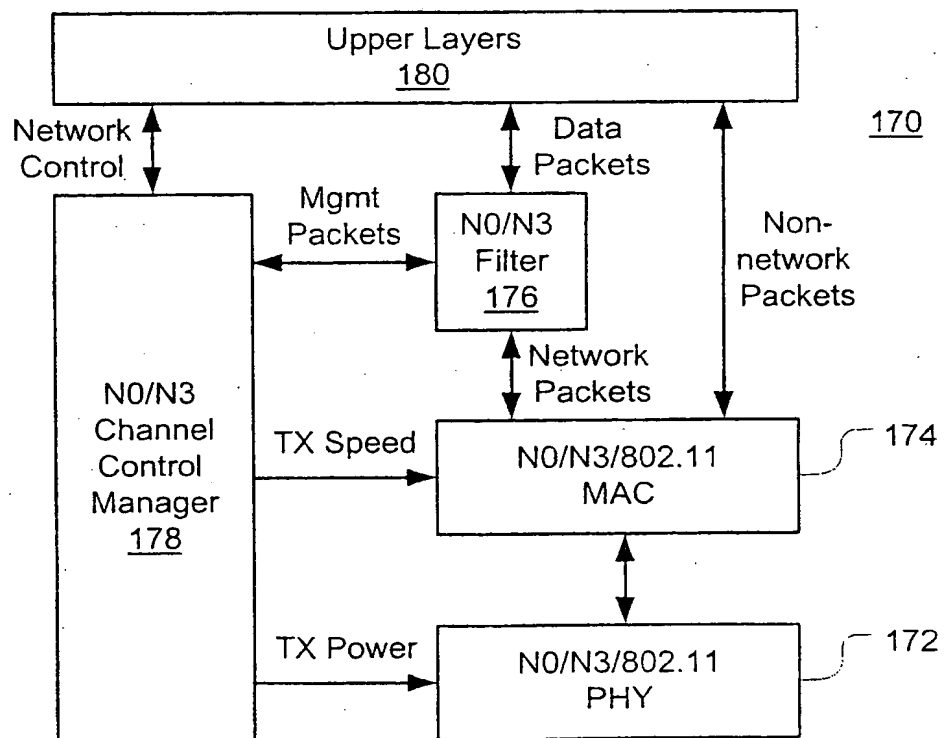 Upper Layers
180
170
Network
Control
Data
Packets
Mgmt
Packets
N0/N3
Filter
176
Non-
network
Packets
Network
Packets
N0/N3
Channel
Control
Manager
178
TX Speed
N0/N3/802.11
MAC
174
TX Power
N0/N3/802.11
PHY
172